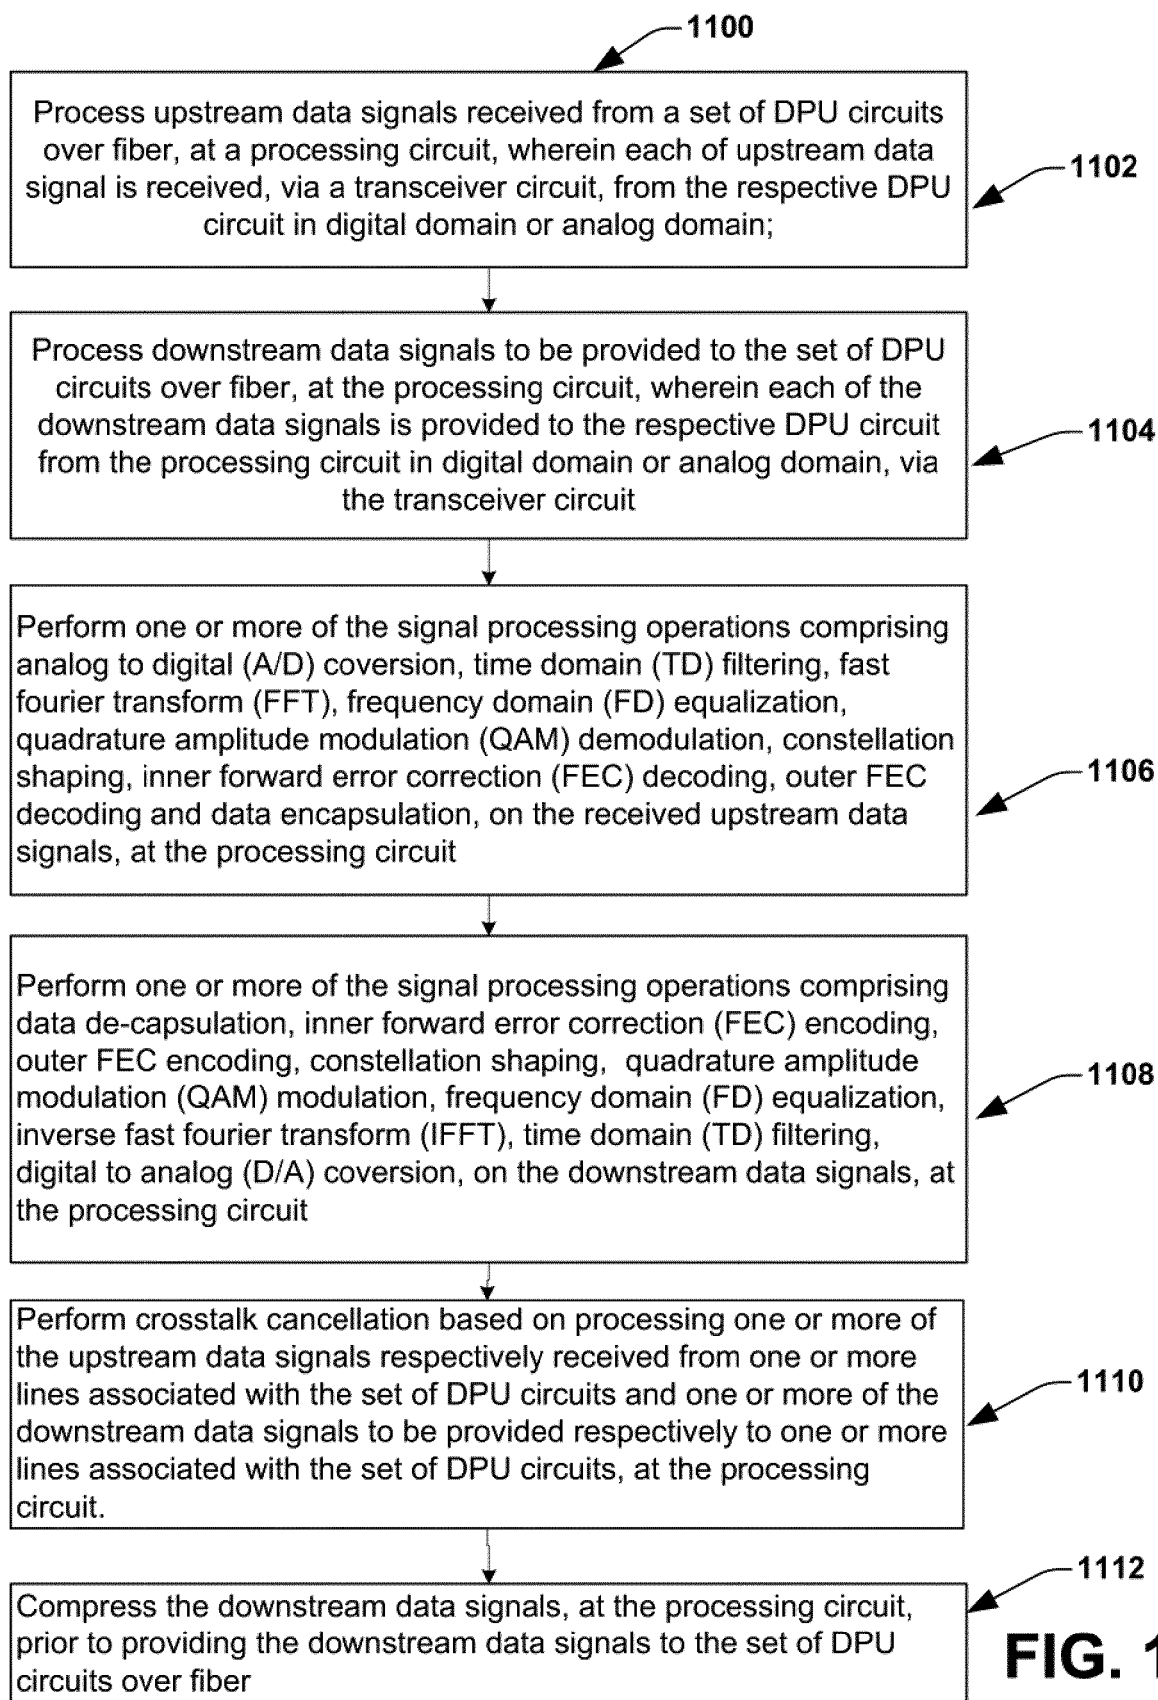 1100
Process upstream data signals received from a set of DPU circuits
over fiber, at a processing circuit, wherein each of upstream data
signal is received, via a transceiver circuit, from the respective DPU
circuit in digital domain or analog domain;
1102
Process downstream data signals to be provided to the set of DPU
circuits over fiber, at the processing circuit, wherein each of the
downstream data signals is provided to the respective DPU circuit
from the processing circuit in digital domain or analog domain, via
the transceiver circuit
1104
Perform one or more of the signal processing operations comprising
analog to digital (A/D) coversion, time domain (TD) filtering, fast
fourier transform (FFT), frequency domain (FD) equalization,
quadrature amplitude modulation (QAM) demodulation, constellation
shaping, inner forward error correction (FEC) decoding, outer FEC
decoding and data encapsulation, on the received upstream data
signals, at the processing circuit
1106
Perform one or more of the signal processing operations comprising
data de-capsulation, inner forward error correction (FEC) encoding,
outer FEC encoding, constellation shaping, quadrature amplitude
modulation (QAM) modulation, frequency domain (FD) equalization,
inverse fast fourier transform (IFFT), time domain (TD) filtering,
digital to analog (D/A) coversion, on the downstream data signals, at
the processing circuit
1108
Perform crosstalk cancellation based on processing one or more of
the upstream data signals respectively received from one or more
lines associated with the set of DPU circuits and one or more of the
downstream data signals to be provided respectively to one or more
lines associated with the set of DPU circuits, at the processing
circuit.
1110
Compress the downstream data signals, at the processing circuit,
prior to providing the downstream data signals to the set of DPU
circuits over fiber
1112
FIG. 1